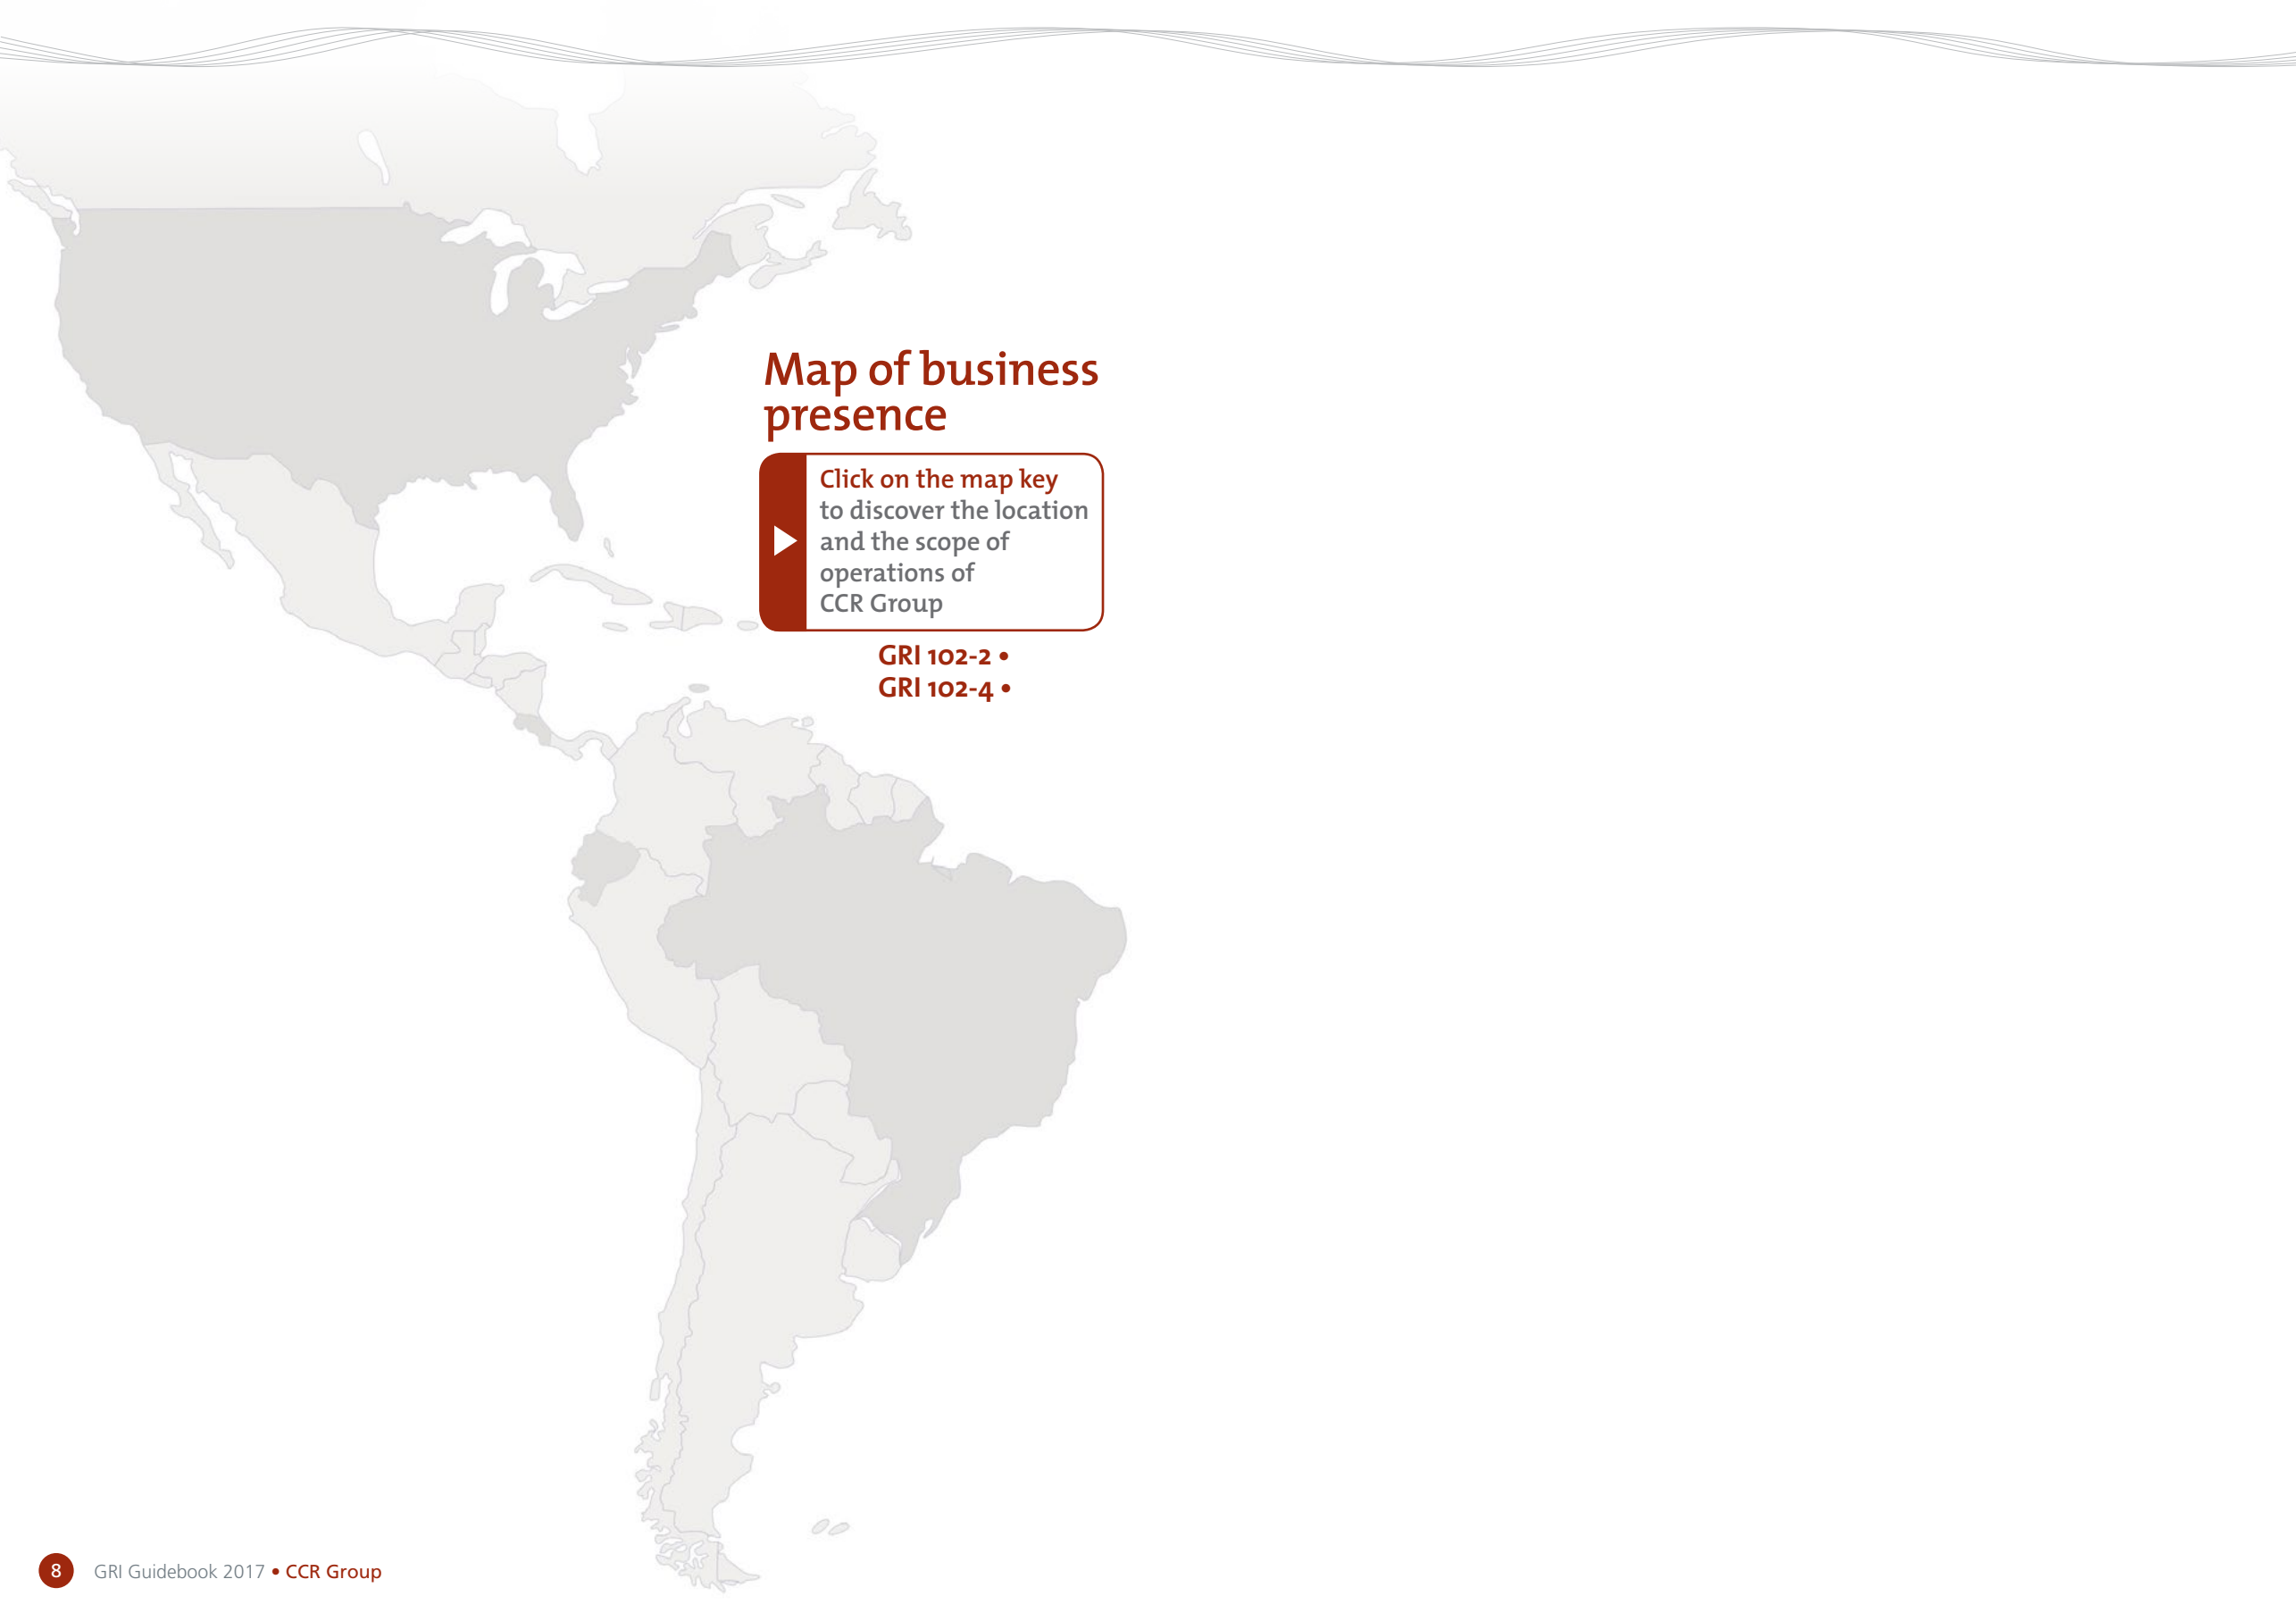 Map of business
presence
Click on the map key
to discover the location
and the scope of
operations of
CCR Group
GRI 102-2 •
GRI 102-4 •
8 GRI Guidebook 2017 • CCR Group